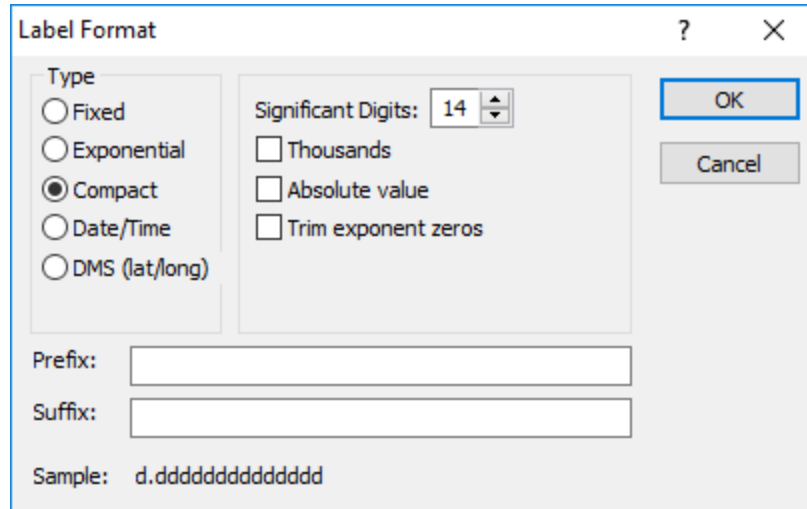 Label Format
?
Type
Fixed
Exponential
Compact
Date/Time
DMS (lat/long)
Significant Digits: 14
Thousands
Absolute value
Trim exponent zeros
OK
Cancel
Prefix:
Suffix:
Sample: d.dddddddddddddd